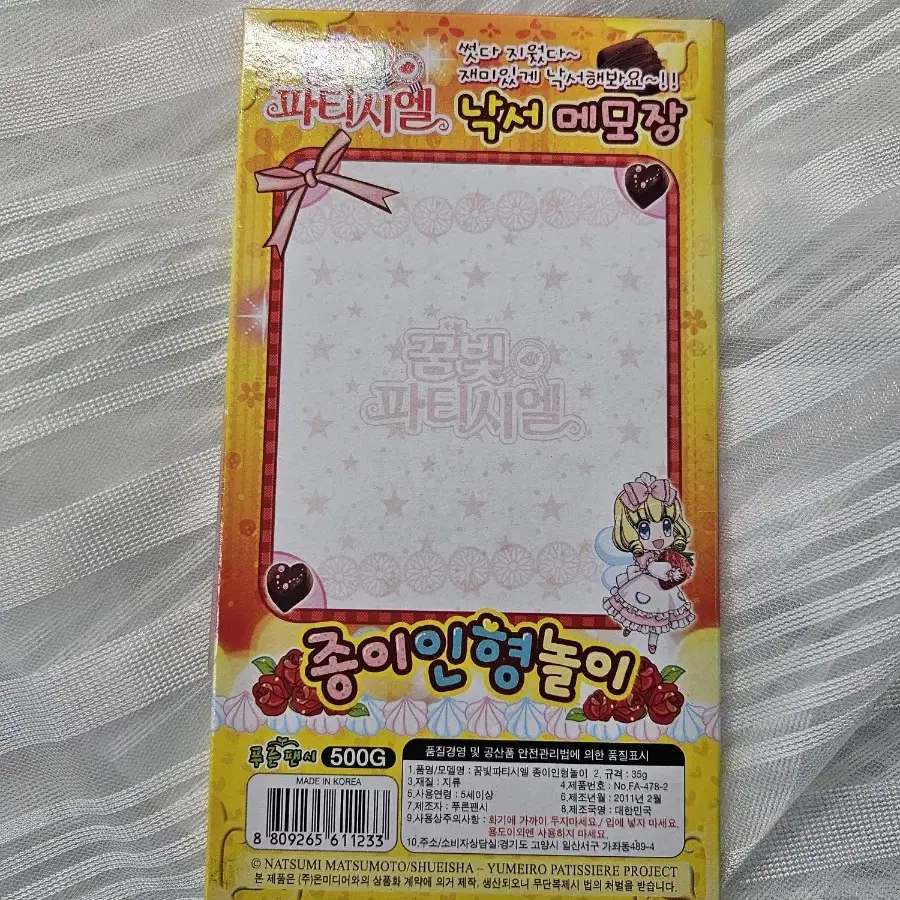 썼다 지웠다~
재미있게 낙서해봐요~!!
파티시엘
낙서 메모장
꿈빛
파티시엘
종이인형놀이
푸른팬시 500G
MADE IN KOREA
8 809265 611233
품질경영 및 공산품 안전관리법에 의한 품질표시
1.품명/모델명 : 꿈빛파티시엘 종이인형놀이 2, 규격 : 35g
3.재질 : 지류 4.제품번호 : No.FA-478-2
5.사용연령 : 5세이상 6.제조년월 : 2011년 2월
7.제조자 : 푸른팬시 8.제조국명 : 대한민국
9.사용상주의사항 : 화기에 가까이 두지마세요./ 입에 넣지 마세요.
용도이외엔 사용하지 마세요.
10.주소/소비자상담실:경기도 고양시 일산서구 가좌동489-4
© NATSUMI MATSUMOTO/SHUEISHA – YUMEIRO PATISSIERE PROJECT
본 제품은 (주)온미디어와의 상품화 계약에 의거 제작, 생산되오니 무단복제시 법의 처벌을 받습니다.